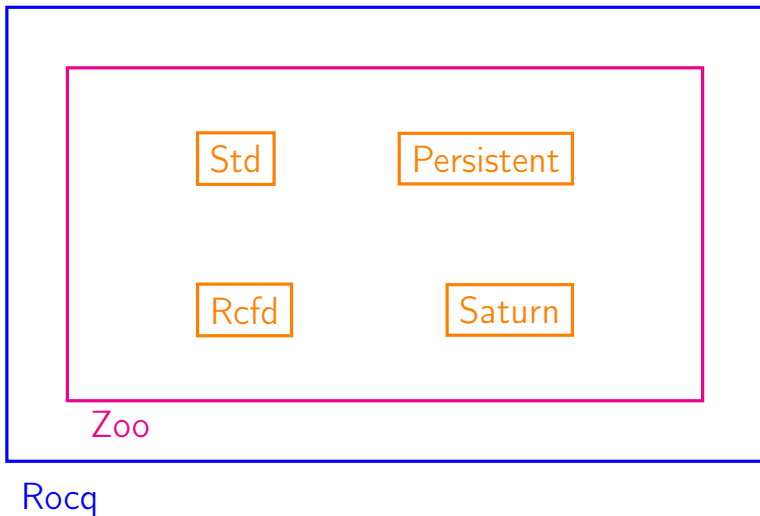 Std
Persistent
Rcfd
Saturn
Zoo
Rocq